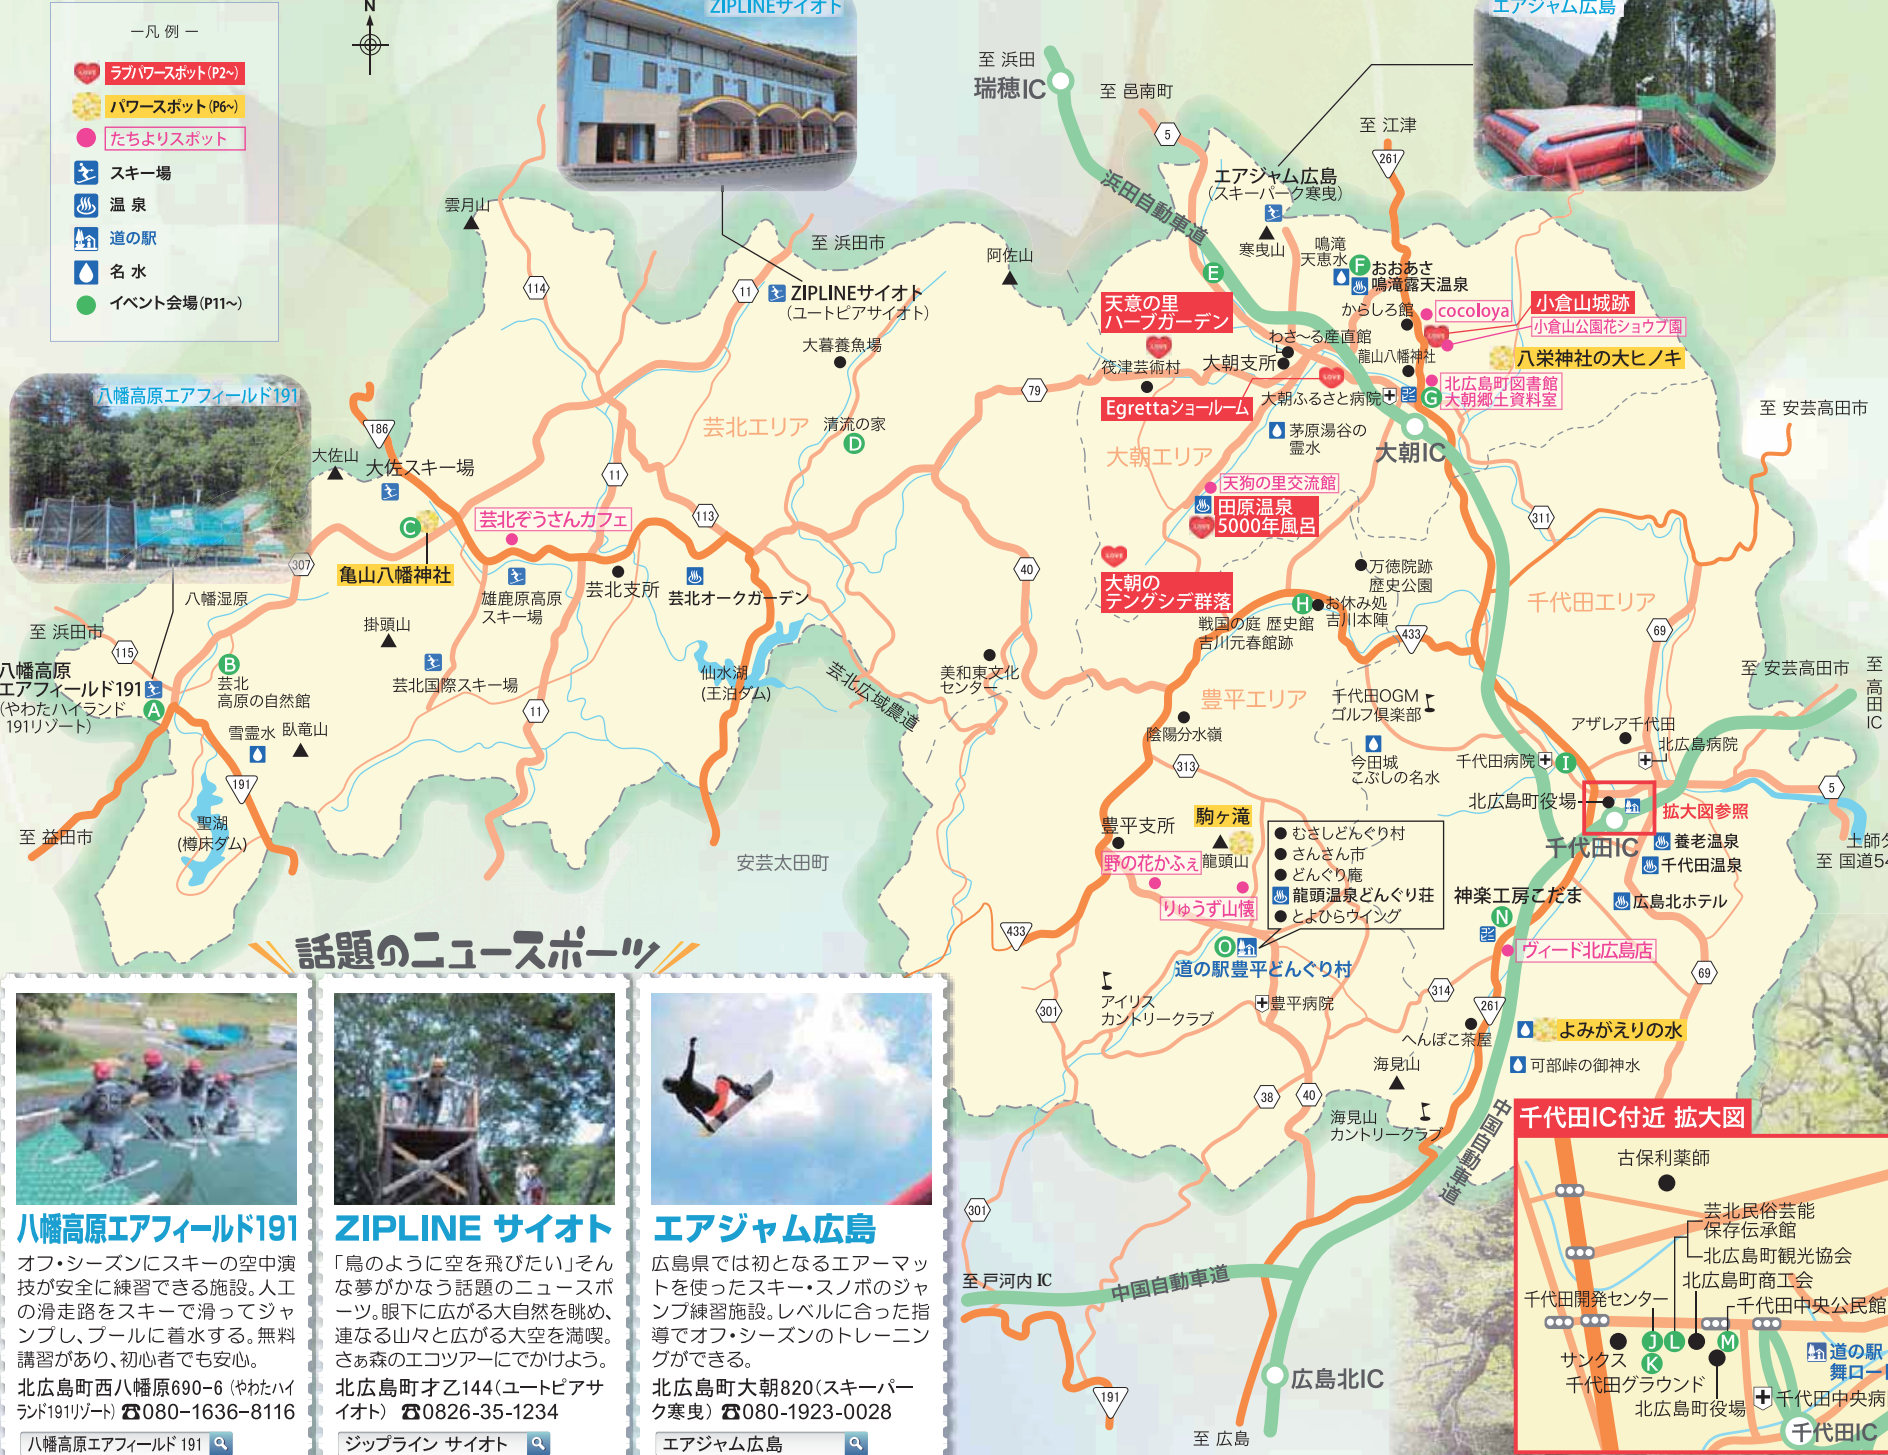 ―凡 例―
ラブパワースポット(P2~)
パワースポット(P6~)
たちよりスポット
スキー場
温 泉
道の駅
名 水
イベント会場(P11~)
N
ZIPLINEサイオト
エアジャム広島
八幡高原エアフィールド191
至 浜田
瑞穂IC
至 邑南町
5
至 江津
261
エアジャム広島
(スキーパーク寒曳)
浜田自動車道
寒曳山
鳴滝
天恵水
F
おおあさ
鳴滝露天温泉
E
からしろ館
cocoloya
小倉山城跡
小倉山公園花ショウブ園
天意の里
ハーブガーデン
わさ～る産直館
大朝支所
龍山八幡神社
八栄神社の大ヒノキ
筏津芸術村
Egrettaショールーム
大朝ふるさと病院
G
北広島町図書館
大朝郷土資料室
茅原湯谷の
霊水
大朝IC
大朝エリア
至 安芸高田市
天狗の里交流館
田原温泉
5000年風呂
311
大朝の
テングシデ群落
万徳院跡
歴史公園
H
お休み処
吉川本陣
戦国の庭 歴史館
吉川元春館跡
433
千代田エリア
69
雲月山
114
至 浜田市
11
ZIPLINEサイオト
(ユートピアサイオト)
大暮養魚場
阿佐山
79
芸北エリア
清流の家
D
186
大佐山
大佐スキー場
11
C
芸北ぞうさんカフェ
113
307
亀山八幡神社
雄鹿原高原
スキー場
芸北支所
芸北オークガーデン
40
八幡湿原
至 浜田市
115
掛頭山
八幡高原
エアフィールド191
(やわたハイランド
191リゾート)
A
B
芸北
高原の自然館
芸北国際スキー場
仙水湖
(王泊ダム)
芸北広域農道
美和東文化
センター
11
雪霊水
臥竜山
191
聖湖
(樽床ダム)
至 益田市
安芸太田町
豊平エリア
陰陽分水嶺
313
千代田OGM
ゴルフ倶楽部
今田城
こぶしの名水
至 安芸高田市
至 高田IC
アザレア千代田
北広島病院
千代田病院
I
北広島町役場
拡大図参照
5
千代田IC
養老温泉
千代田温泉
至 国道54
広島北ホテル
豊平支所
駒ヶ滝
龍頭山
野の花かふぇ
りゅうず山懐
むさしどんぐり村
さんさん市
どんぐり庵
龍頭温泉どんぐり荘
とよひらウイング
神楽工房こだま
N
ヴィード北広島店
O
道の駅豊平どんぐり村
433
アイリス
カントリークラブ
豊平病院
301
314
261
69
へんぽこ茶屋
よみがえりの水
可部峠の御神水
海見山
38
40
海見山
カントリークラブ
中国自動車道
301
至 戸河内 IC
中国自動車道
広島北IC
191
至 広島
千代田IC付近 拡大図
古保利薬師
芸北民俗芸能
保存伝承館
北広島町観光協会
北広島町商工会
千代田開発センター
千代田中央公民館
J
L
M
サンクス
K
千代田グラウンド
北広島町役場
道の駅
舞ロード
千代田中央病
千代田IC
話題のニュースポーツ
八幡高原エアフィールド191
オフ・シーズンにスキーの空中演
技が安全に練習できる施設。人工
の滑走路をスキーで滑ってジャ
ンプし、プールに着水する。無料
講習があり、初心者でも安心。
北広島町西八幡原690-6 (やわたハイ
ランド191リゾート) ☎080-1636-8116
八幡高原エアフィールド 191
ZIPLINE サイオト
「鳥のように空を飛びたい」そん
な夢がかなう話題のニュースポ
ーツ。眼下に広がる大自然を眺め、
連なる山々と広がる大空を満喫。
さぁ森のエコツアーにでかけよう。
北広島町才乙144(ユートピアサ
イオト) ☎0826-35-1234
ジップライン サイオト
エアジャム広島
広島県では初となるエアーマッ
トを使ったスキー・スノボのジャ
ンプ練習施設。レベルに合った指
導でオフ・シーズンのトレーニン
グができる。
北広島町大朝820(スキーパー
ク寒曳) ☎080-1923-0028
エアジャム広島